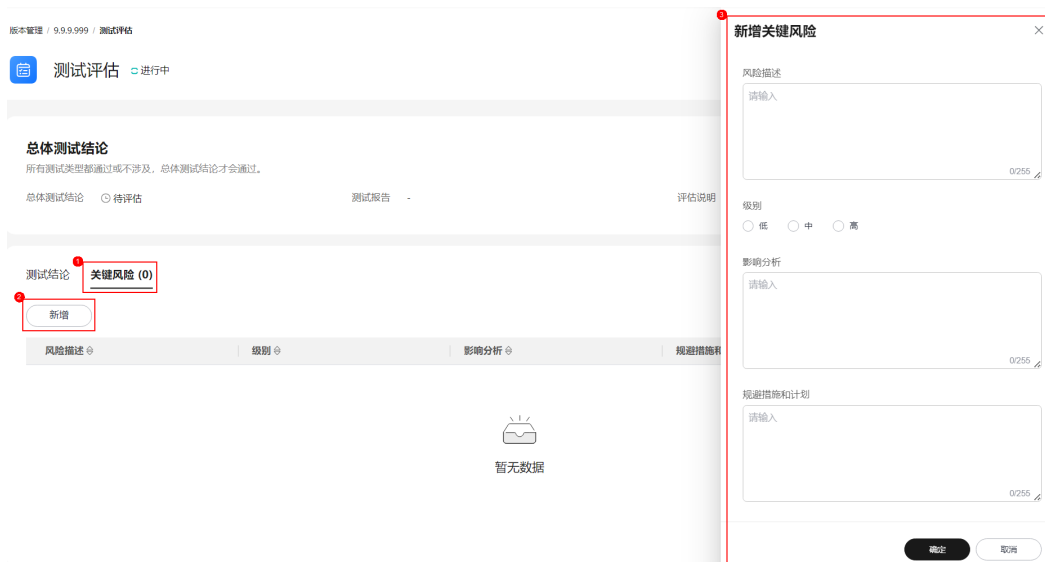 版本管理 / 9.9.9.999 / 测试评估
测试评估 进行中
总体测试结论
所有测试类型都通过或不涉及，总体测试结论才会通过。
总体测试结论 待评估 测试报告 - 评估说明
测试结论 1 关键风险 (0)
2
新增
风险描述 级别 影响分析 规避措施和
暂无数据
3
新增关键风险
风险描述
请输入
0/255
级别
低 中 高
影响分析
请输入
0/255
规避措施和计划
请输入
0/255
确定 取消